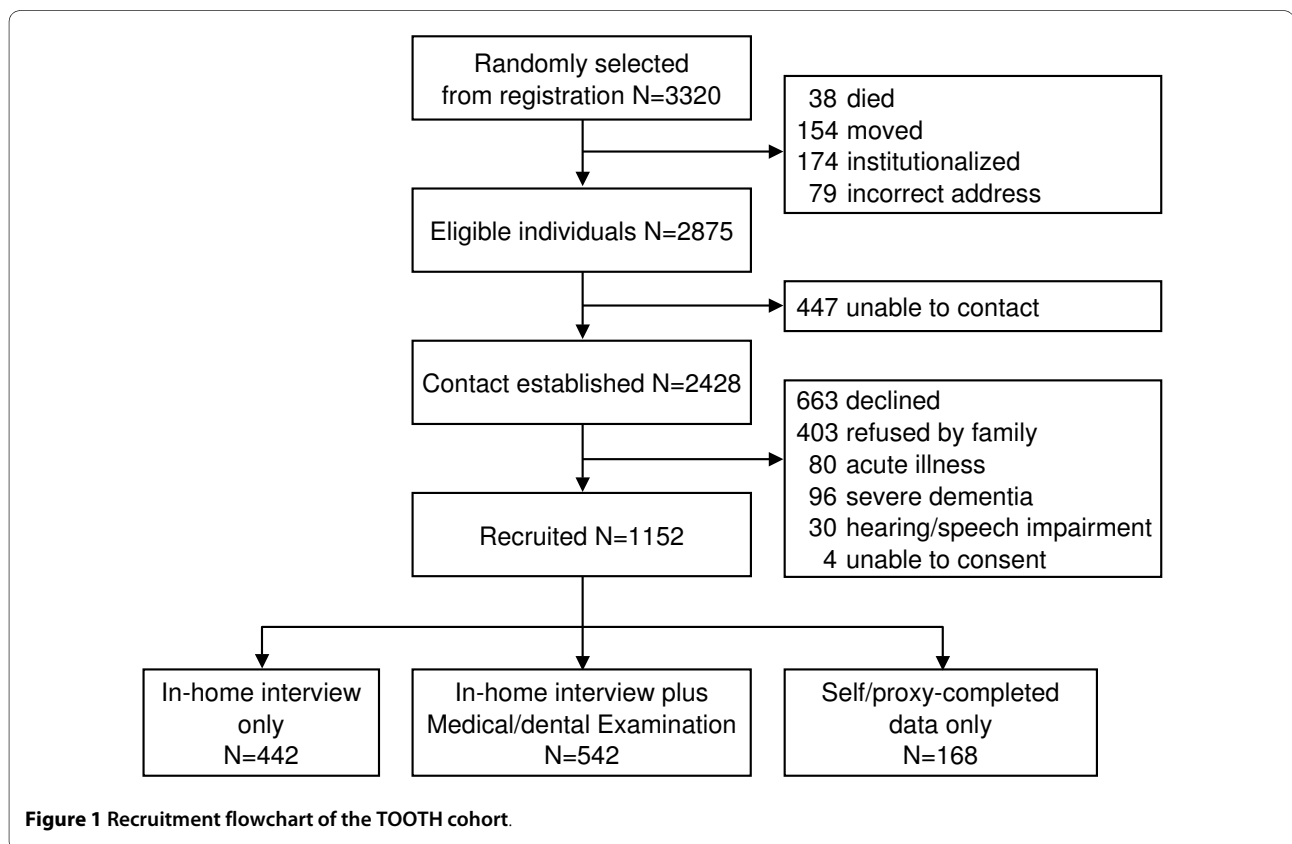 Randomly selected
from registration N=3320
38 died
154 moved
174 institutionalized
79 incorrect address
Eligible individuals N=2875
447 unable to contact
Contact established N=2428
663 declined
403 refused by family
80 acute illness
96 severe dementia
30 hearing/speech impairment
4 unable to consent
Recruited N=1152
In-home interview
only
N=442
In-home interview plus
Medical/dental Examination
N=542
Self/proxy-completed
data only
N=168
Figure 1 Recruitment flowchart of the TOOTH cohort.